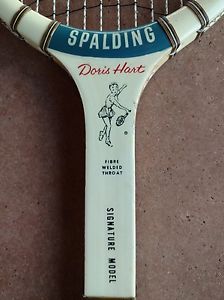 SPALDING
Doris Hart
®
FIBRE
WELDED
THROAT
SIGNATURE MODEL